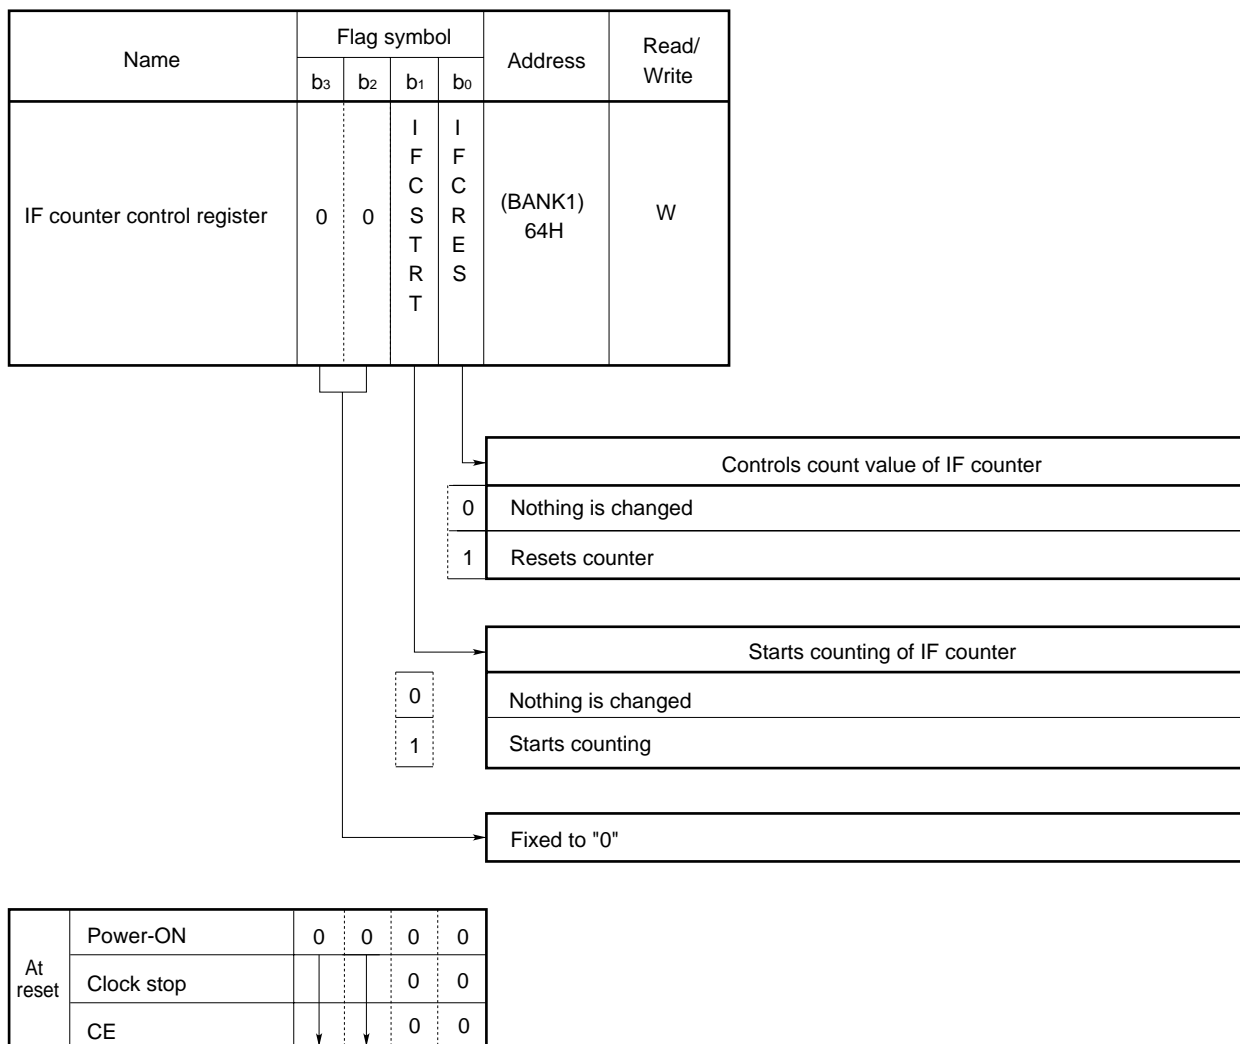 Name Flag symbol Address Read/ Write
b3 b2 b1 b0
IF counter control register 0 0 IFCSTRT IFCRES (BANK1) 64H W
Controls count value of IF counter
0 Nothing is changed
1 Resets counter
Starts counting of IF counter
0 Nothing is changed
1 Starts counting
Fixed to "0"
At reset
Power-ON 0 0 0 0
Clock stop 0 0
CE 0 0